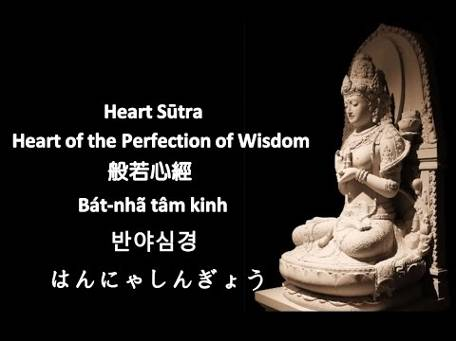 Heart Sūtra
Heart of the Perfection of Wisdom
般若心經
Bát-nhã tâm kinh
반야심경
はんにゃしんぎょう